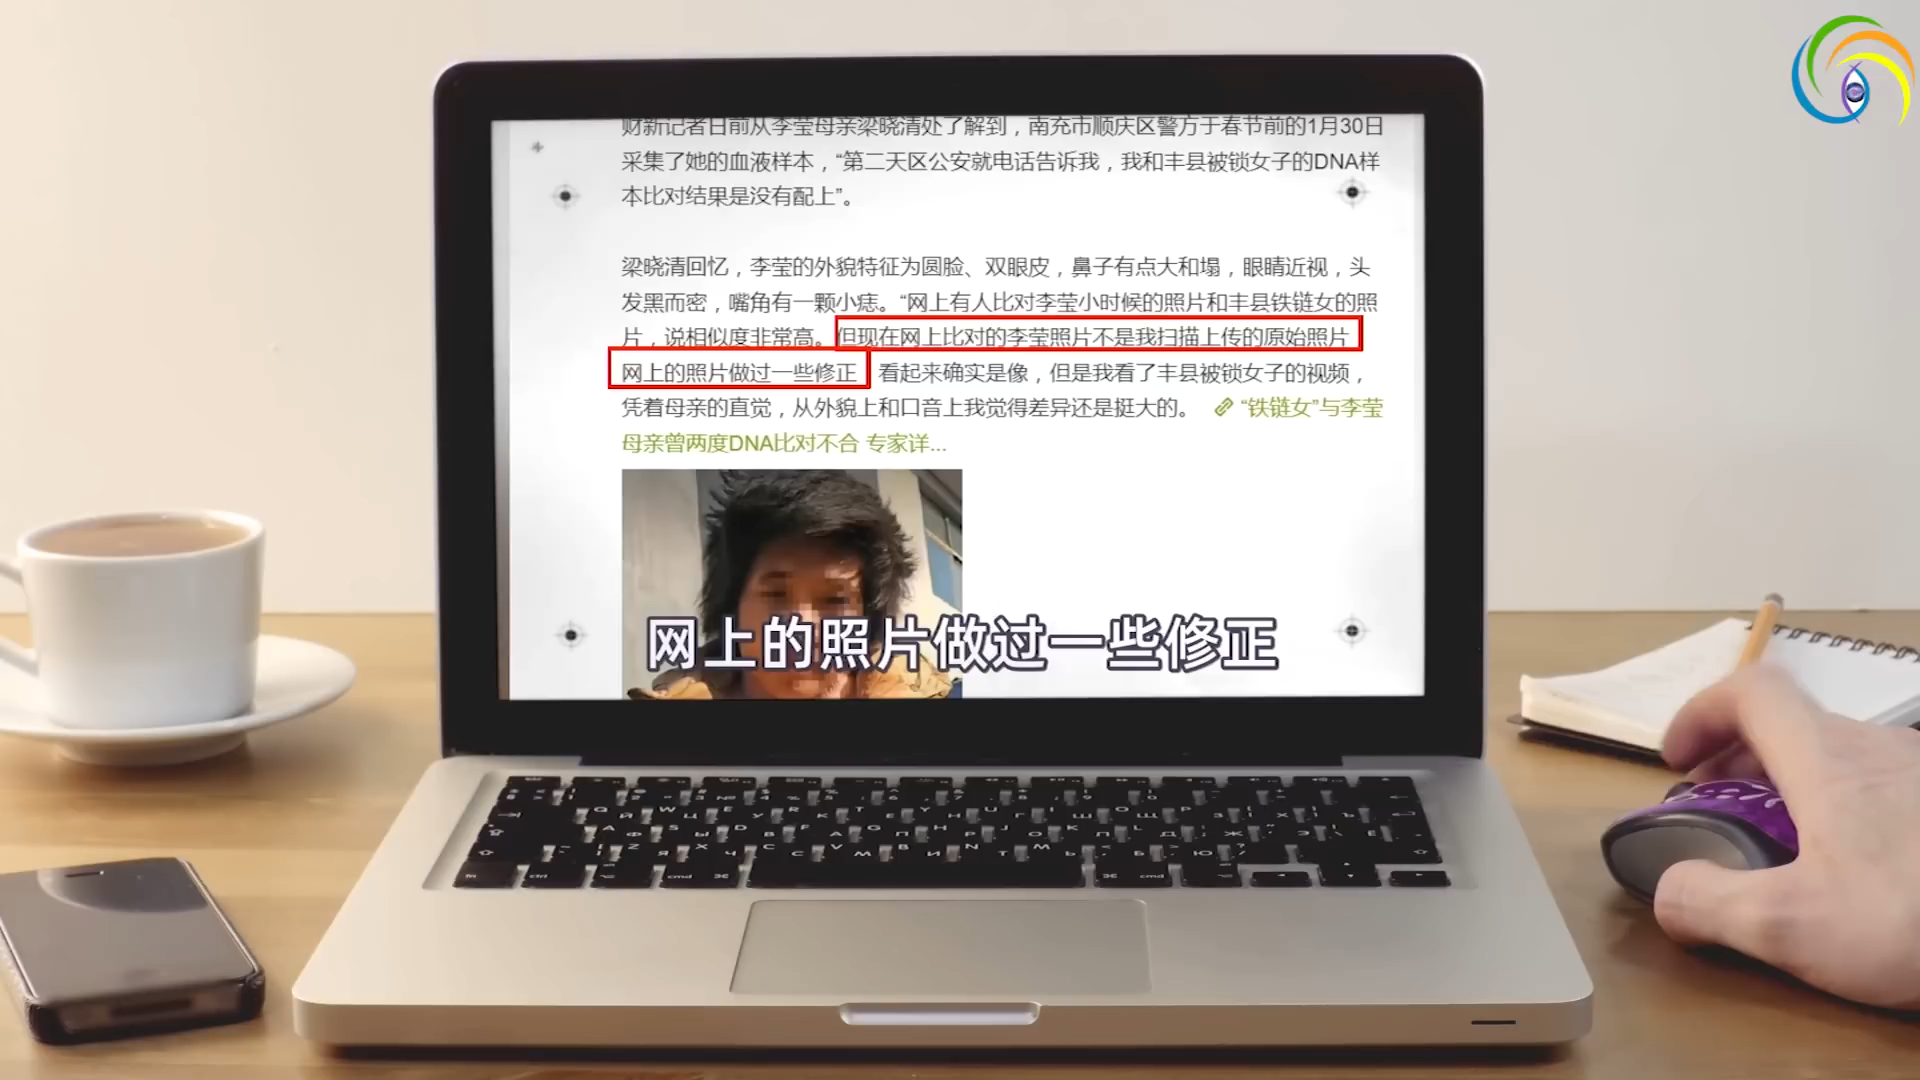 财新记者日前从李莹母亲梁晓清处了解到，南充市顺庆区警方于春节前的1月30日
采集了她的血液样本，“第二天区公安就电话告诉我，我和丰县被锁女子的DNA样
本比对结果是没有配上”。
梁晓清回忆，李莹的外貌特征为圆脸、双眼皮，鼻子有点大和塌，眼睛近视，头
发黑而密，嘴角有一颗小痣。“网上有人比对李莹小时候的照片和丰县铁链女的照
片，说相似度非常高。但现在网上比对的李莹照片不是我扫描上传的原始照片
网上的照片做过一些修正 看起来确实是像，但是我看了丰县被锁女子的视频，
凭着母亲的直觉，从外貌上和口音上我觉得差异还是挺大的。 “铁链女”与李莹
母亲曾两度DNA比对不合 专家详...
网上的照片做过一些修正